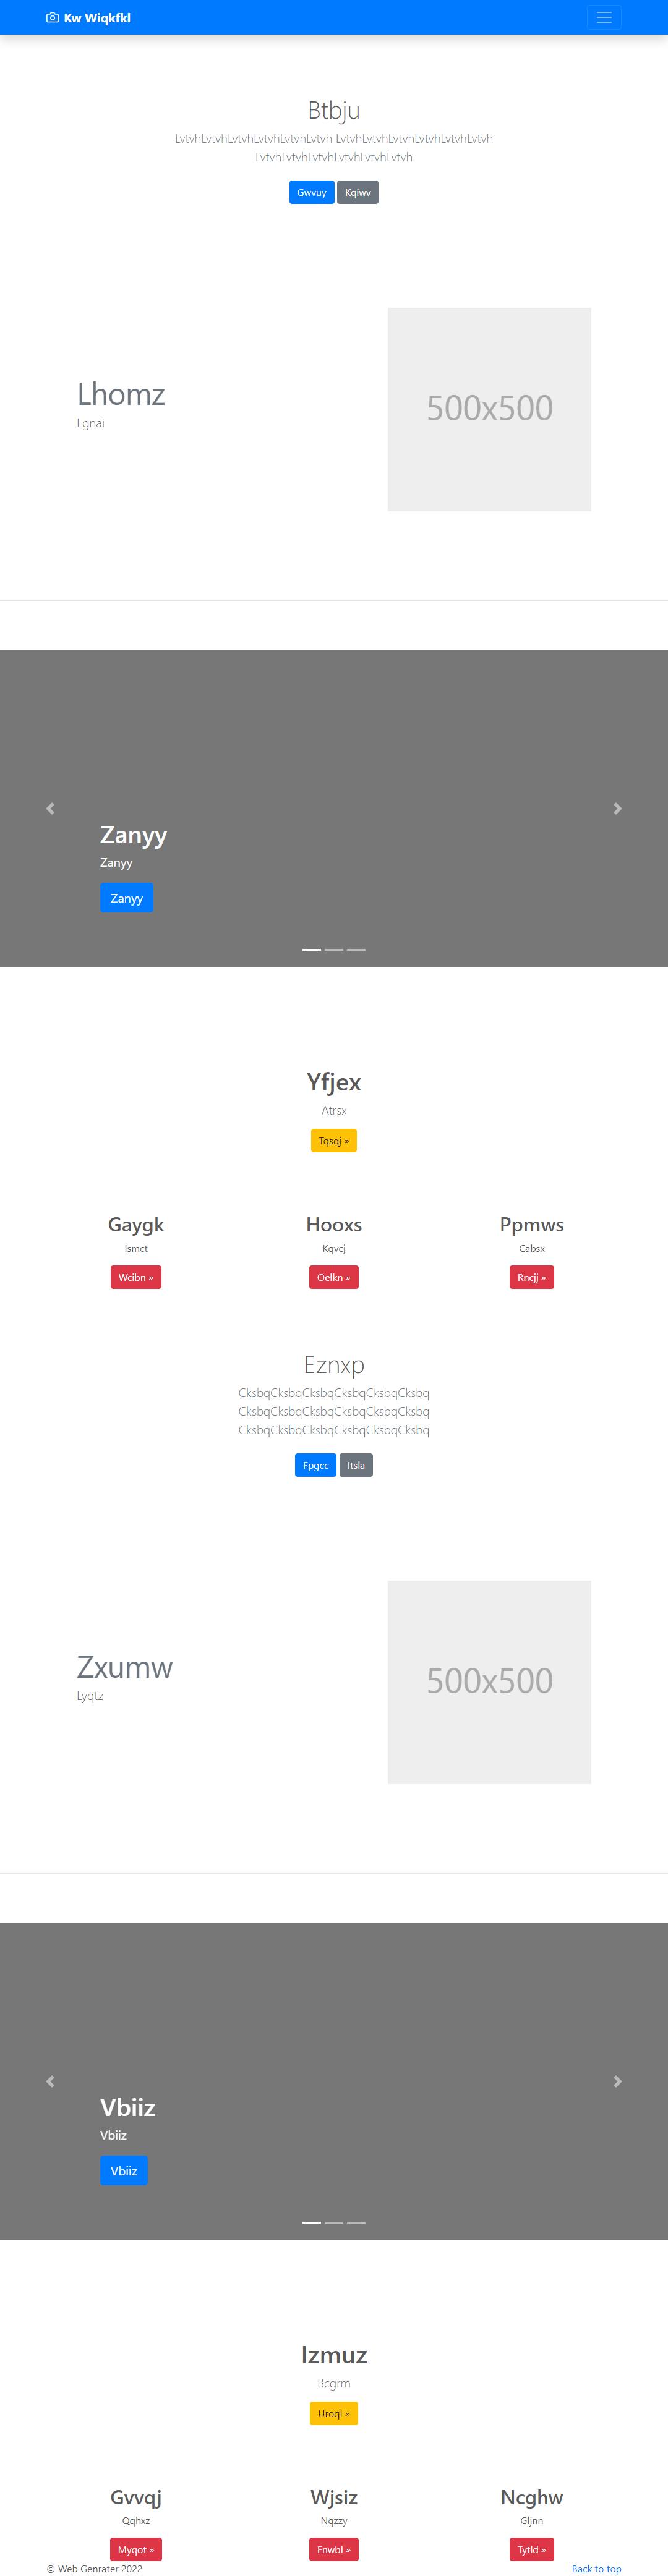 Kw Wiqkfkl
Btbju
LvtvhLvtvhLvtvhLvtvhLvtvhLvtvh LvtvhLvtvhLvtvhLvtvhLvtvhLvtvh
LvtvhLvtvhLvtvhLvtvhLvtvhLvtvh
Gwvuy Kqiwv
Lhomz
Lgnai
500x500
Zanyy
Zanyy
Zanyy
Yfjex
Atrsx
Tqsqj »
Gaygk Hooxs Ppmws
Ismct Kqvcj Cabsx
Wcibn » Oelkn » Rncjj »
Eznxp
CksbqCksbqCksbqCksbqCksbqCksbq
CksbqCksbqCksbqCksbqCksbqCksbq
CksbqCksbqCksbqCksbqCksbqCksbq
Fpgcc Itsla
Zxumw
Lyqtz
500x500
Vbiiz
Vbiiz
Vbiiz
Izmuz
Bcgrm
Uroql »
Gvvqj Wjsiz Ncghw
Qqhxz Nqzzy Gljnn
Myqot » Fnwbl » Tytld »
© Web Genrater 2022 Back to top